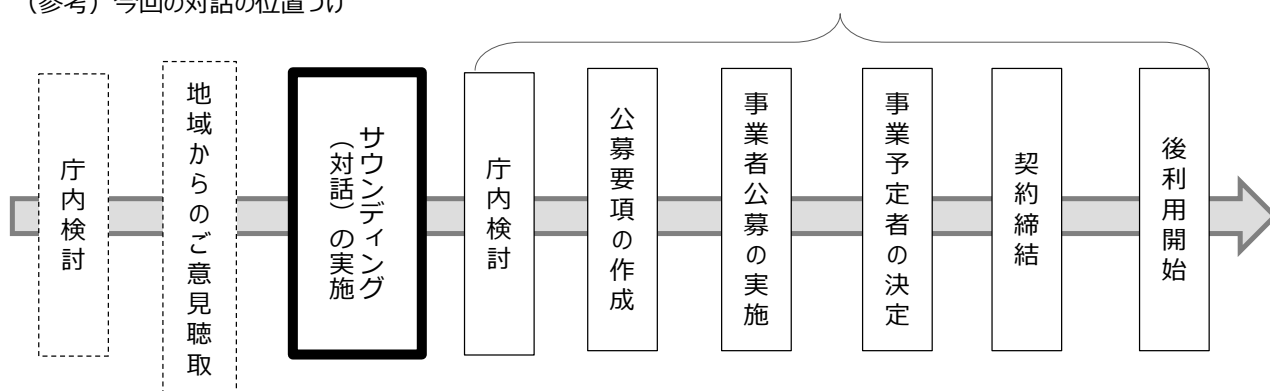 （参考）今回の対話の位置づけ
庁内検討
地域からのご意見聴取
サウンディング
（対話）の実施
庁内検討
公募要項の作成
事業者公募の実施
事業予定者の決定
契約締結
後利用開始